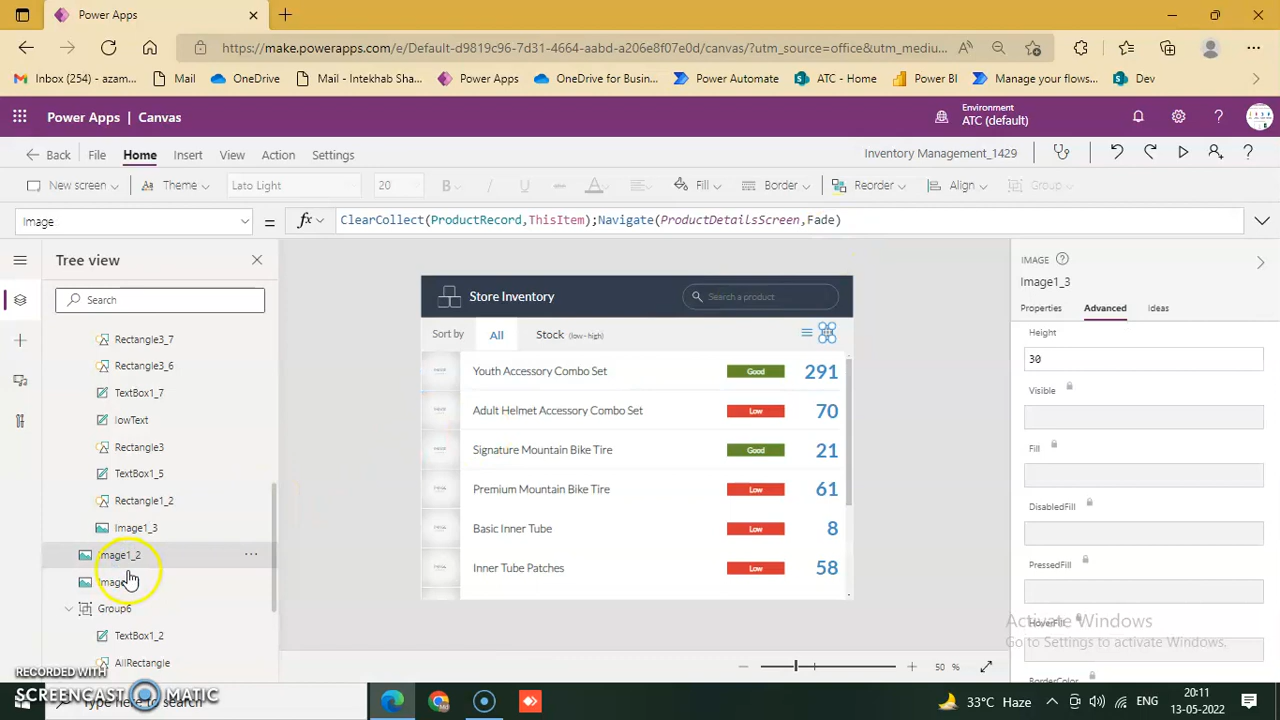 Power Apps
https://make.powerapps.com/e/Default-d9819c96-7d31-4664-aabd-a206e8f07e0d/canvas/?utm_source=office&utm_mediu...
Inbox (254) - azam...
Mail
OneDrive
Mail - Intekhab Sha...
Power Apps
OneDrive for Busin...
Power Automate
ATC - Home
Power BI
Manage your flows...
Dev
Power Apps | Canvas
Environment
ATC (default)
Back
File
Home
Insert
View
Action
Settings
Inventory Management_1429
New screen
Theme
Lato Light
20
B
Fill
Border
Reorder
Align
Group
Image
= fx
ClearCollect(ProductRecord,ThisItem);Navigate(ProductDetailsScreen,Fade)
Tree view
Search
Rectangle3_7
Rectangle3_6
TextBox1_7
lowText
Rectangle3
TextBox1_5
Rectangle1_2
Image1_3
Image1_2
Group6
TextBox1_2
AllRectangle
Store Inventory
Search a product
Sort by
All
Stock (low - high)
Youth Accessory Combo Set Good 291
Adult Helmet Accessory Combo Set Low 70
Signature Mountain Bike Tire Good 21
Premium Mountain Bike Tire Low 61
Basic Inner Tube Low 8
Inner Tube Patches Low 58
50 %
IMAGE
Image1_3
Properties
Advanced
Ideas
Height
30
Visible
Fill
DisabledFill
PressedFill
HoverFill
BorderColor
Activate Windows
Go to Settings to activate Windows.
RECORDED WITH
SCREENCAST MATIC
Type here to search
33°C Haze
ENG
20:11
13-05-2022